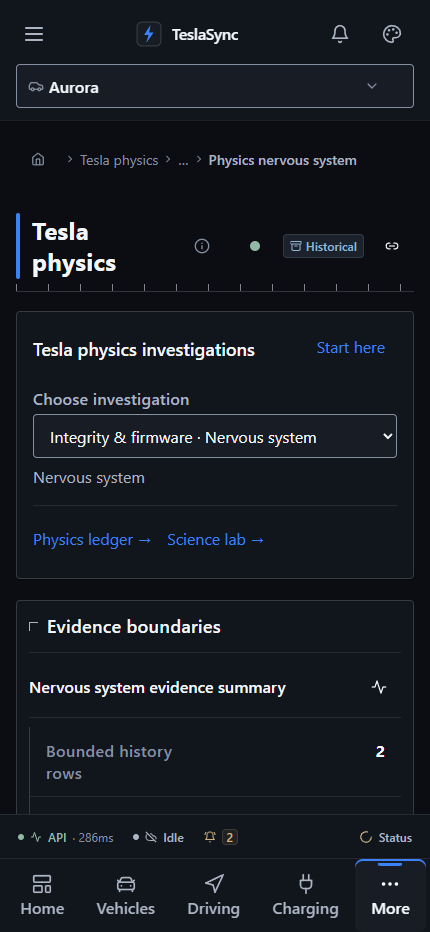 TeslaSync
Aurora
Tesla physics
...
Physics nervous system
Tesla
physics
Historical
Tesla physics investigations
Start here
Choose investigation
Integrity & firmware · Nervous system
Nervous system
Physics ledger →
Science lab →
Evidence boundaries
Nervous system evidence summary
Bounded history
rows
2
API · 286ms
Idle
2
Status
Home
Vehicles
Driving
Charging
More